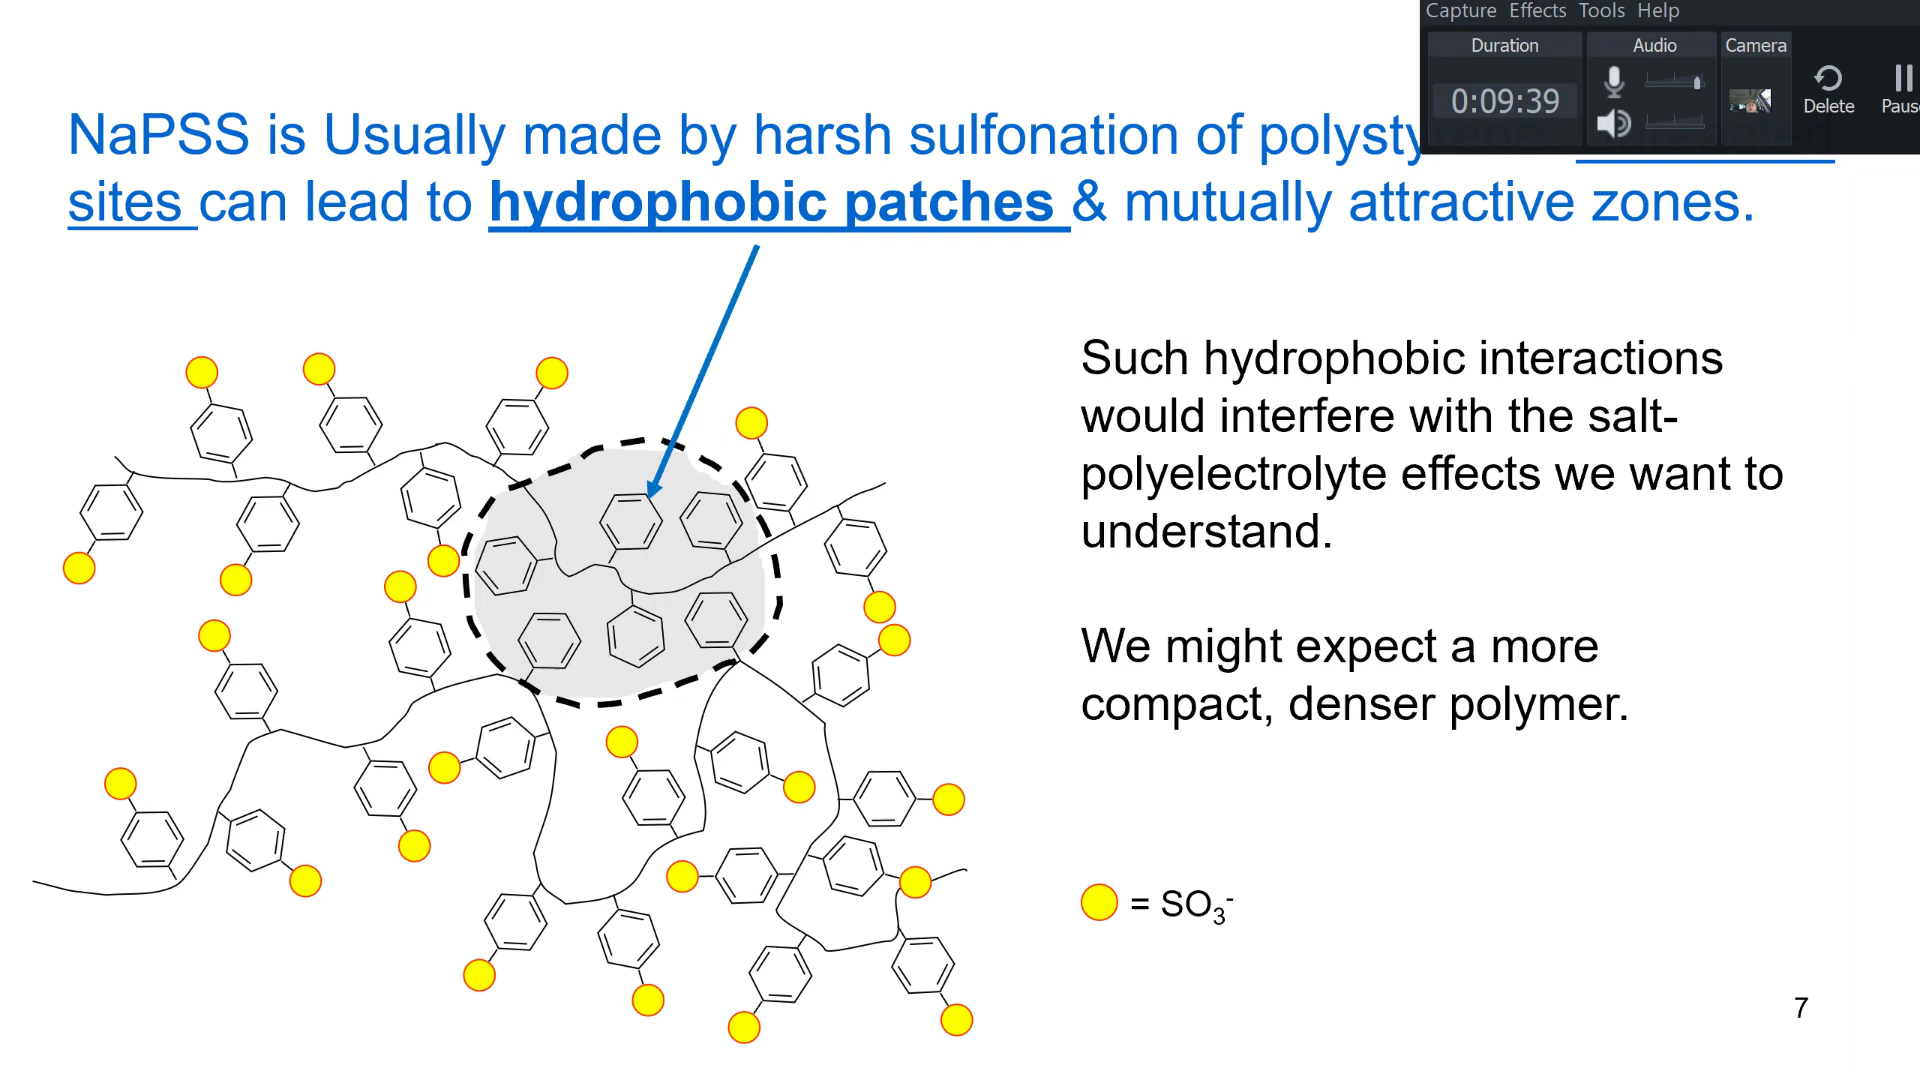 Capture Effects Tools Help
Duration Audio Camera
0:09:39 Delete Paus
NaPSS is Usually made by harsh sulfonation of polysty
sites can lead to hydrophobic patches & mutually attractive zones.
Such hydrophobic interactions
would interfere with the salt-
polyelectrolyte effects we want to
understand.
We might expect a more
compact, denser polymer.
= SO₃⁻
7